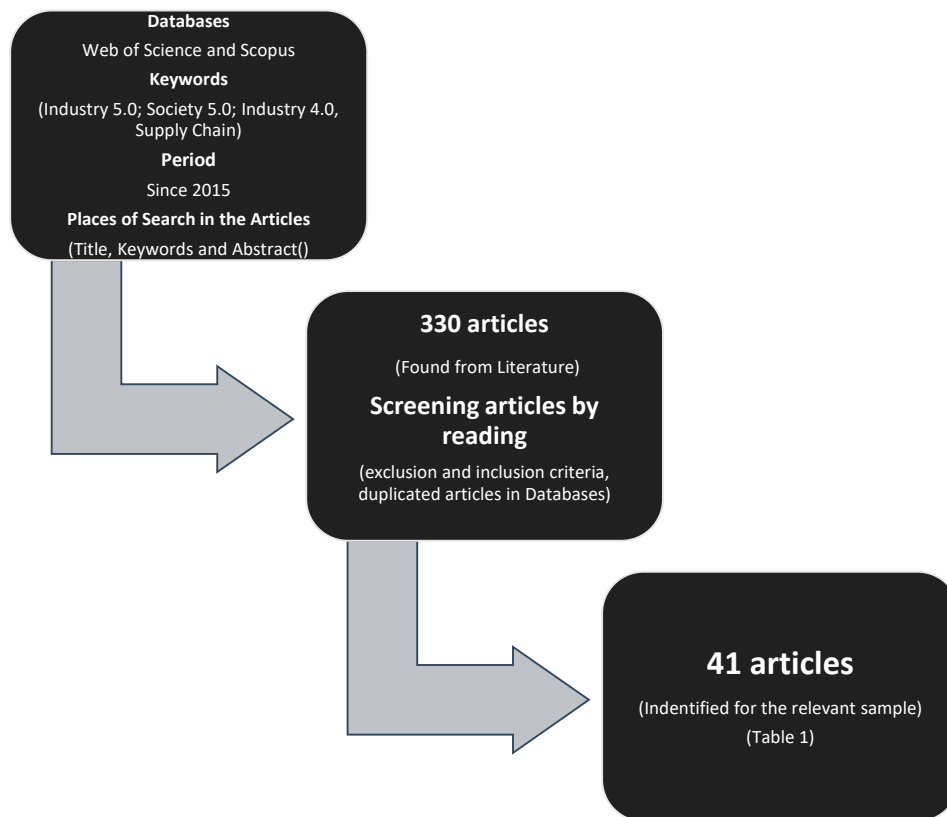 Databases
Web of Science and Scopus
Keywords
(Industry 5.0; Society 5.0; Industry 4.0,
Supply Chain)
Period
Since 2015
Places of Search in the Articles
(Title, Keywords and Abstract()
330 articles
(Found from Literature)
Screening articles by
reading
(exclusion and inclusion criteria,
duplicated articles in Databases)
41 articles
(Indentified for the relevant sample)
(Table 1)